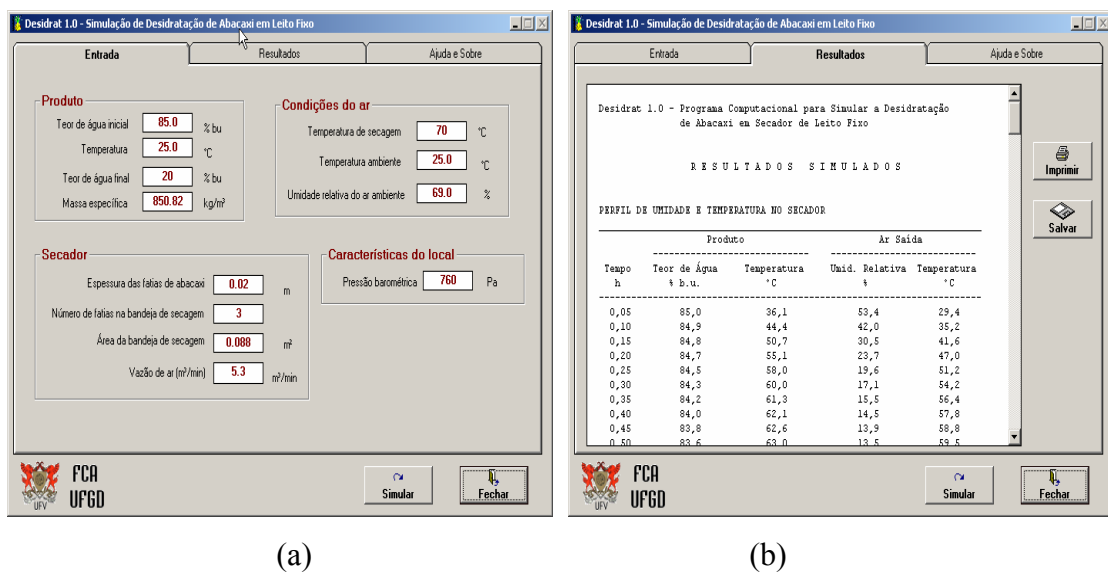 Desidrat 1.0 - Simulação de Desidratação de Abacaxi em Leito Fixo
Entrada Resultados Ajuda e Sobre
Produto
Teor de água inicial 85.0 % bu
Temperatura 25.0 °C
Teor de água final 20 % bu
Massa específica 850.82 kg/m³
Condições do ar
Temperatura de secagem 70 °C
Temperatura ambiente 25.0 °C
Umidade relativa do ar ambiente 69.0 %
Secador
Espessura das fatias de abacaxi 0.02 m
Número de fatias na bandeja de secagem 3
Área da bandeja de secagem 0.088 m²
Vazão de ar (m³/min) 5.3 m³/min
Características do local
Pressão barométrica 760 Pa
UFV
FCA
UFGD
Simular Fechar
(a)
Desidrat 1.0 - Simulação de Desidratação de Abacaxi em Leito Fixo
Entrada Resultados Ajuda e Sobre
Desidrat 1.0 - Programa Computacional para Simular a Desidratação
de Abacaxi em Secador de Leito Fixo
R E S U L T A D O S S I M U L A D O S
PERFIL DE UMIDADE E TEMPERATURA NO SECADOR
Produto Ar Saída
Tempo Teor de Água Temperatura Umid. Relativa Temperatura
h % b.u. °C % °C
0,05 85,0 36,1 53,4 29,4
0,10 84,9 44,4 42,0 35,2
0,15 84,8 50,7 30,5 41,6
0,20 84,7 55,1 23,7 47,0
0,25 84,5 58,0 19,6 51,2
0,30 84,3 60,0 17,1 54,2
0,35 84,2 61,3 15,5 56,4
0,40 84,0 62,1 14,5 57,8
0,45 83,8 62,6 13,9 58,8
0,50 83,6 63,0 13,5 59,5
Imprimir
Salvar
UFV
FCA
UFGD
Simular Fechar
(b)